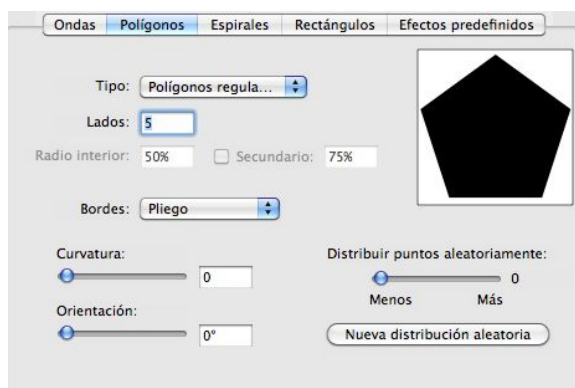 Ondas Polígonos Espirales Rectángulos Efectos predefinidos
Tipo: Polígonos regula...
Lados: 5
Radio interior: 50% Secundario: 75%
Bordes: Pliego
Curvatura:
0
Orientación:
0°
Distribuir puntos aleatoriamente:
0
Menos Más
Nueva distribución aleatoria